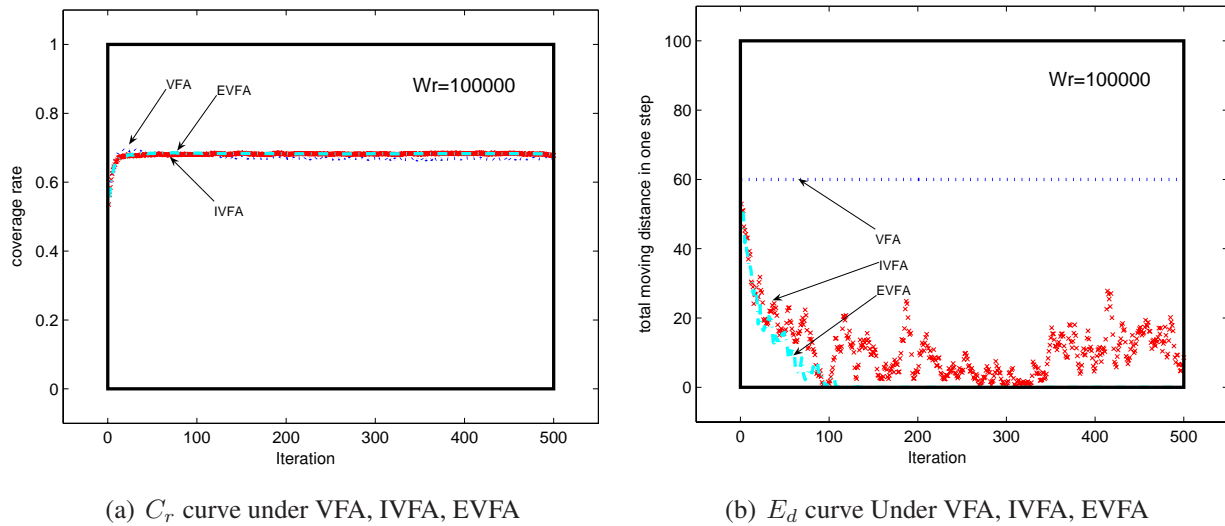 1
0.8
0.6
0.4
0.2
0
coverage rate
Wr=100000
VFA
EVFA
IVFA
0 100 200 300 400 500
Iteration
(a) Cr curve under VFA, IVFA, EVFA
100
80
60
40
20
0
total moving distance in one step
Wr=100000
VFA
IVFA
EVFA
0 100 200 300 400 500
Iteration
(b) Ed curve Under VFA, IVFA, EVFA